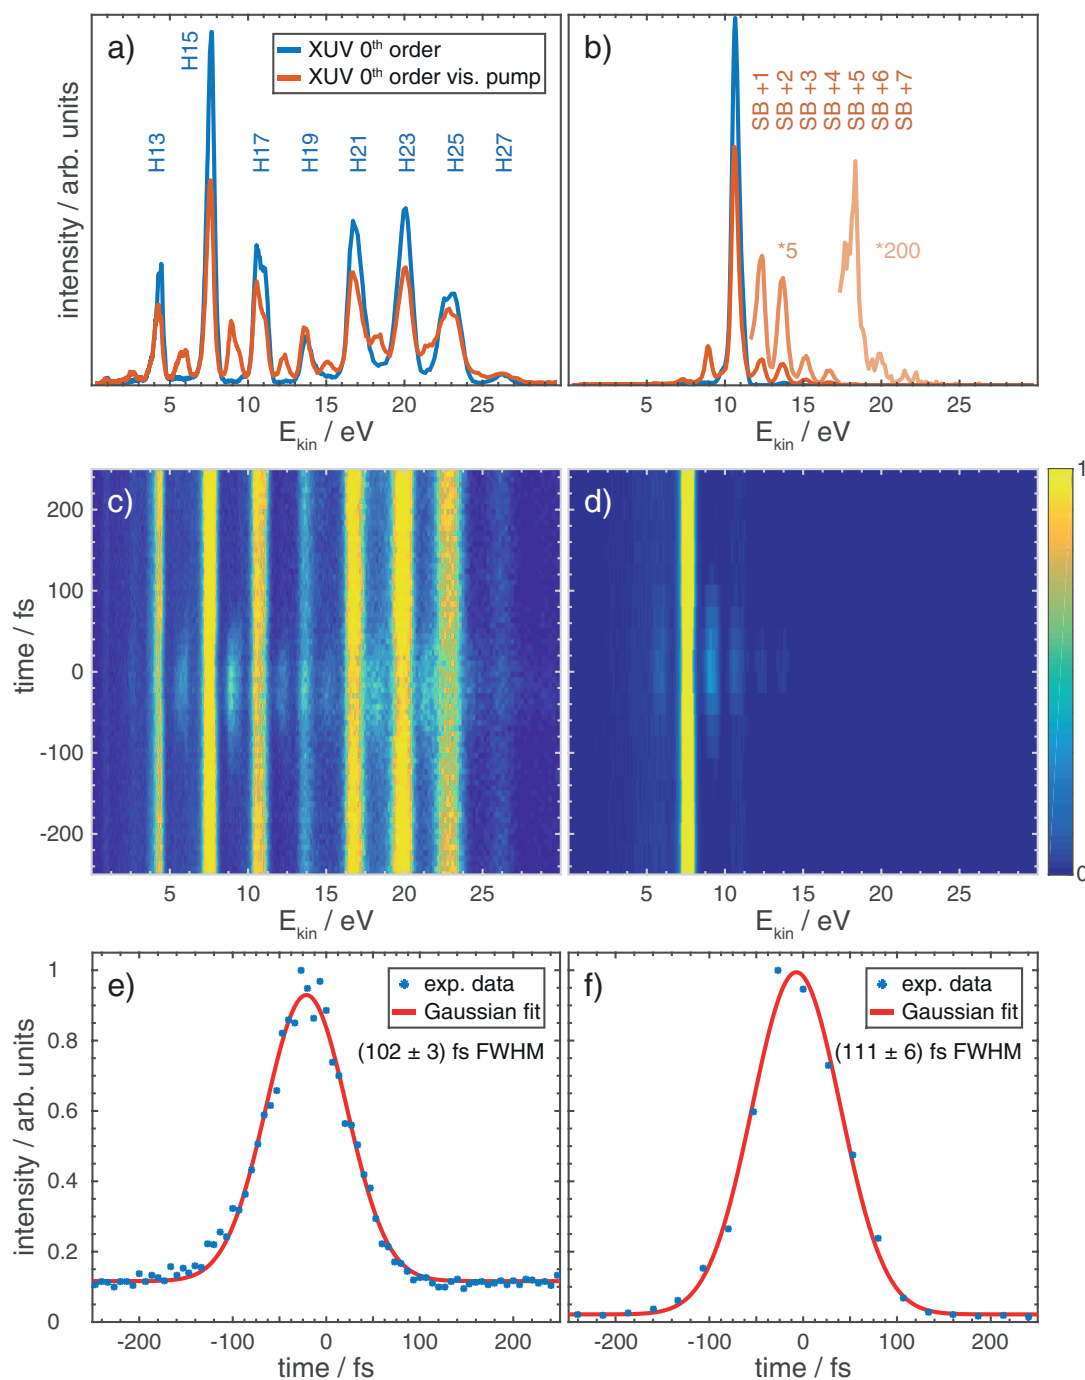 a)
XUV 0th order
XUV 0th order vis. pump
H13
H15
H17
H19
H21
H23
H25
H27
intensity / arb. units
5
10
15
20
25
Ekin / eV
b)
SB +1
SB +2
SB +3
SB +4
SB +5
SB +6
SB +7
*5
*200
5
10
15
20
25
Ekin / eV
c)
200
100
0
-100
-200
time / fs
5
10
15
20
25
Ekin / eV
d)
5
10
15
20
25
Ekin / eV
1
0
e)
exp. data
Gaussian fit
(102 ± 3) fs FWHM
1
0.8
0.6
0.4
0.2
0
intensity / arb. units
-200
-100
0
100
200
time / fs
f)
exp. data
Gaussian fit
(111 ± 6) fs FWHM
-200
-100
0
100
200
time / fs